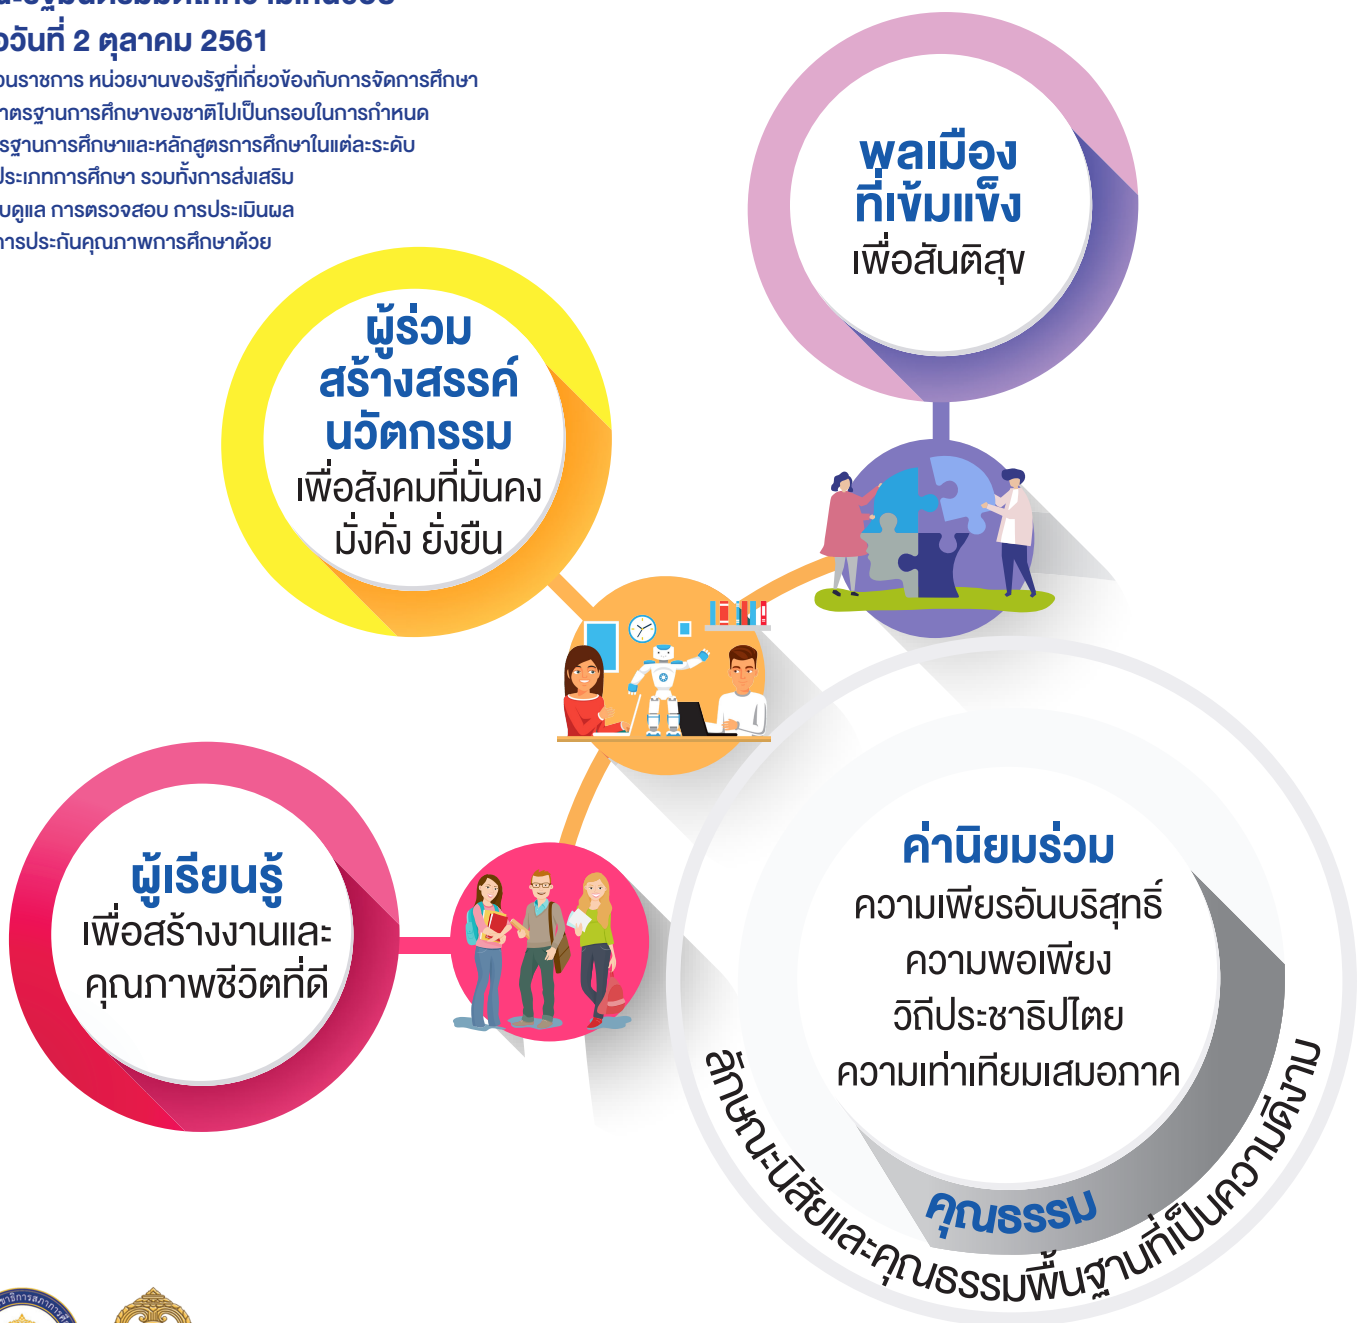 วันที่ 2 ตุลาคม 2561
ราชการ หน่วยงานของรัฐที่เกี่ยวข้องกับการจัดการศึกษา
าตรฐานการศึกษาของชาติไปเป็นกรอบในการกำหนด
รฐานการศึกษาและหลักสูตรการศึกษาในแต่ละระดับ
ประเภทการศึกษา รวมทั้งการส่งเสริม
บดูแล การตรวจสอบ การประเมินผล
การประกันคุณภาพการศึกษาด้วย
พลเมือง
ที่เข้มแข็ง
เพื่อสันติสุข
ผู้ร่วม
สร้างสรรค์
นวัตกรรม
เพื่อสังคมที่มั่นคง
มั่งคั่ง ยั่งยืน
ผู้เรียนรู้
เพื่อสร้างงานและ
คุณภาพชีวิตที่ดี
ค่านิยมร่วม
ความเพียรอันบริสุทธิ์
ความพอเพียง
วิถีประชาธิปไตย
ความเท่าเทียมเสมอภาค
คุณธรรม
ลักษณะนิสัยและคุณธรรมพื้นฐานที่เป็นความดีงาม